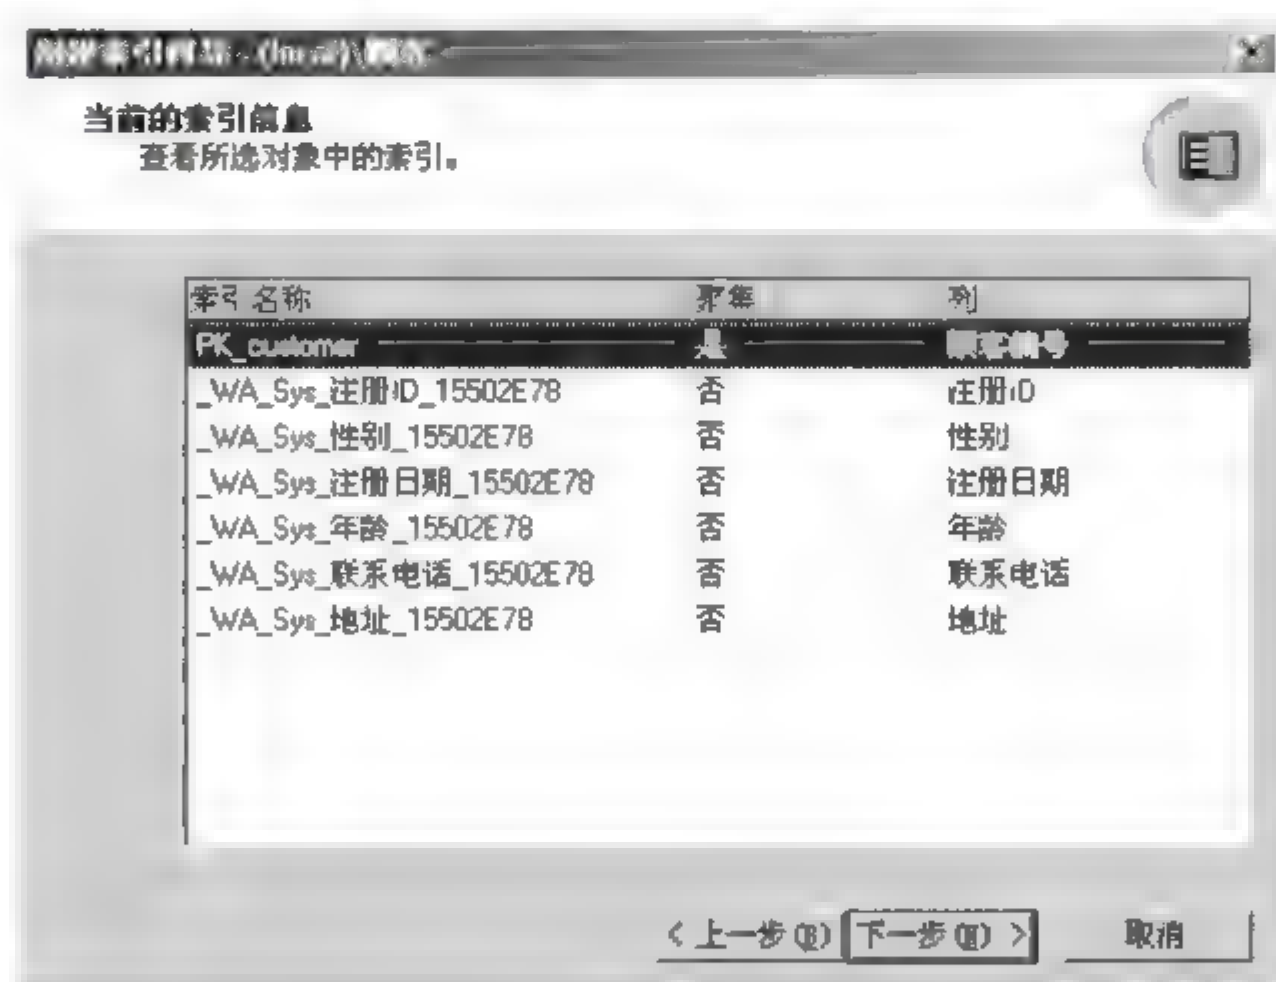 (local)
当前的索引信息
查看所选对象中的索引。
索引名称 聚集 列
PK_customer 是
_WA_Sys_注册ID_15502E78 否 注册ID
_WA_Sys_性别_15502E78 否 性别
_WA_Sys_注册日期_15502E78 否 注册日期
_WA_Sys_年龄_15502E78 否 年龄
_WA_Sys_联系电话_15502E78 否 联系电话
_WA_Sys_地址_15502E78 否 地址
< 上一步(B) 下一步(N) > 取消